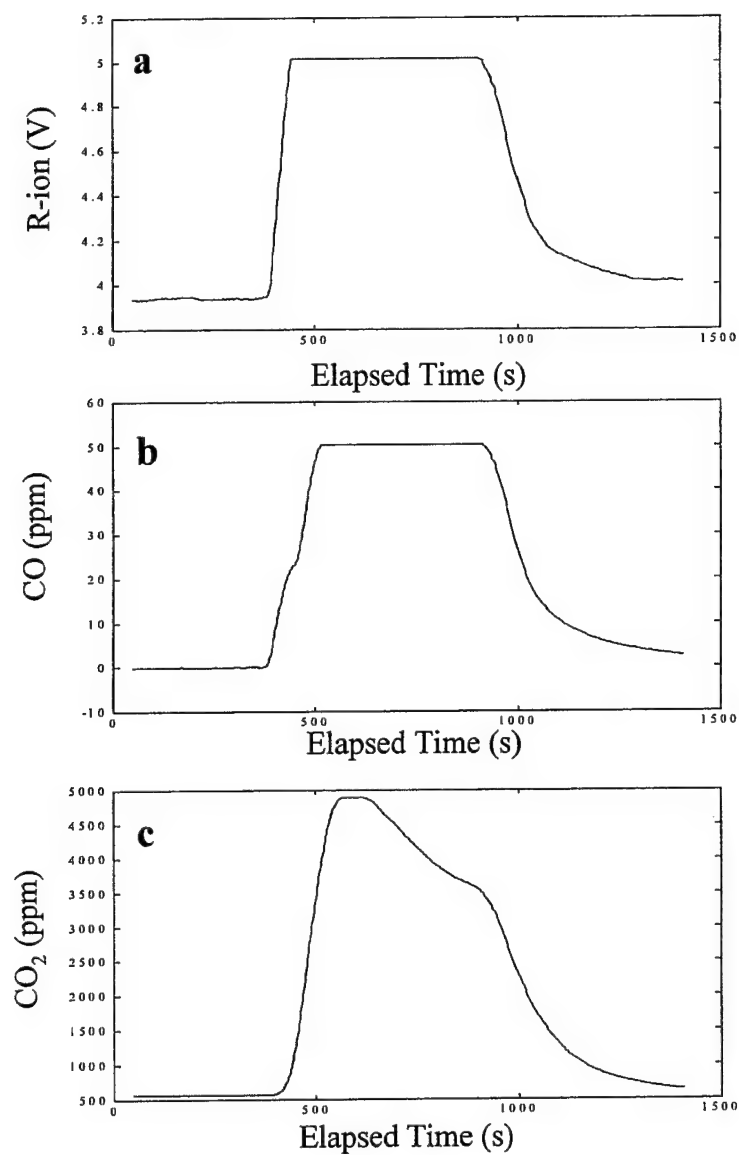 a
R-ion (V)
5.2
5
4.8
4.6
4.4
4.2
4
3.8
0 500 1000 1500
Elapsed Time (s)
b
CO (ppm)
60
50
40
30
20
10
0
-10
0 500 1000 1500
Elapsed Time (s)
c
CO₂ (ppm)
5000
4500
4000
3500
3000
2500
2000
1500
1000
500
0 500 1000 1500
Elapsed Time (s)